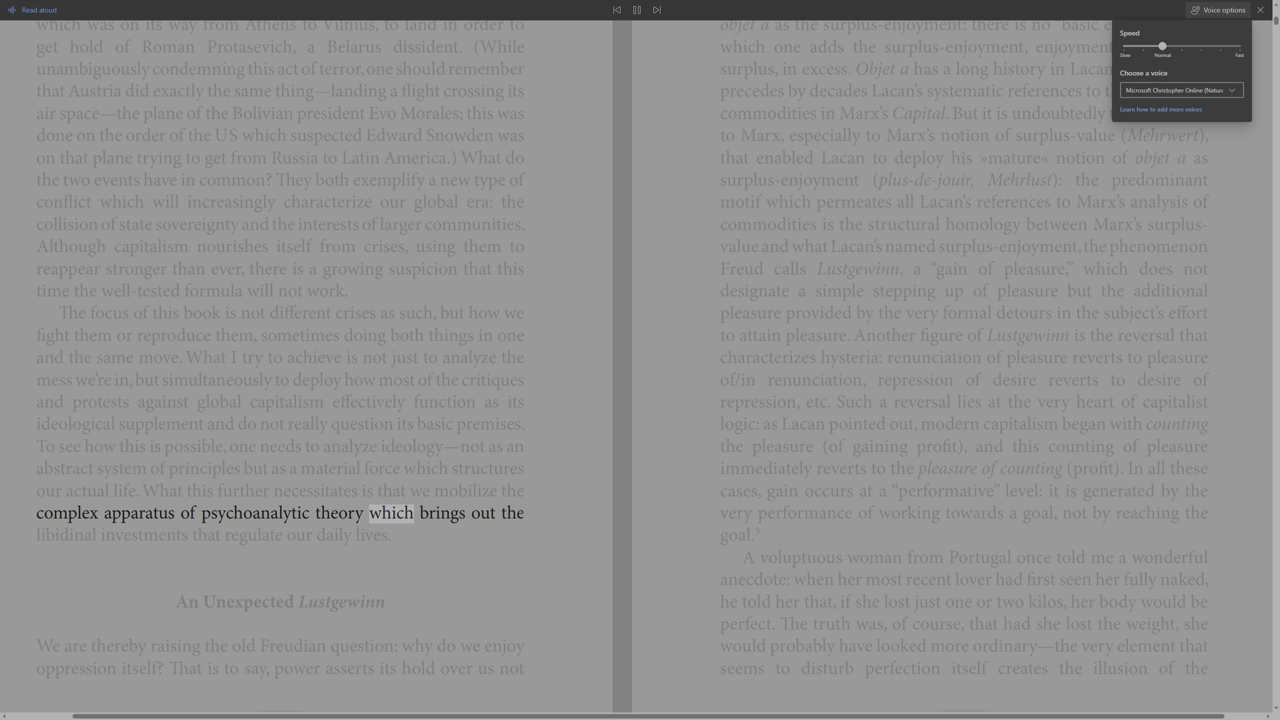 Read aloud
Voice options
Speed
Slow
Normal
Fast
Choose a voice
Microsoft Christopher Online (Natur
Learn how to add more voices
which was on its way from Athens to Vilnius, to land in order to
get hold of Roman Protasevich, a Belarus dissident. (While
unambiguously condemning this act of terror, one should remember
that Austria did exactly the same thing—landing a flight crossing its
air space—the plane of the Bolivian president Evo Morales; it was
done on the order of the US which suspected Edward Snowden was
on that plane trying to get from Russia to Latin America.) What do
the two events have in common? They both exemplify a new type of
conflict which will increasingly characterize our global era: the
collision of state sovereignty and the interests of larger communities.
Although capitalism nourishes itself from crises, using them to
reappear stronger than ever, there is a growing suspicion that this
time the well-tested formula will not work.
The focus of this book is not different crises as such, but how we
fight them or reproduce them, sometimes doing both things in one
and the same move. What I try to achieve is not just to analyze the
mess we're in, but simultaneously to deploy how most of the critiques
and protests against global capitalism effectively function as its
ideological supplement and do not really question its basic premises.
To see how this is possible, one needs to analyze ideology—not as an
abstract system of principles but as a material force which structures
our actual life. What this further necessitates is that we mobilize the
complex apparatus of psychoanalytic theory which brings out the
libidinal investments that regulate our daily lives.
An Unexpected Lustgewinn
We are thereby raising the old Freudian question: why do we enjoy
oppression itself? That is to say, power asserts its hold over us not
objet a as the surplus-enjoyment: there is no "basic e
which one adds the surplus-enjoyment, enjoyment
surplus, in excess. Objet a has a long history in Lacan
precedes by decades Lacan's systematic references to t
commodities in Marx's Capital. But it is undoubtedly
to Marx, especially to Marx's notion of surplus-value (Mehrwert),
that enabled Lacan to deploy his »mature« notion of objet a as
surplus-enjoyment (plus-de-jouir, Mehrlust): the predominant
motif which permeates all Lacan's references to Marx's analysis of
commodities is the structural homology between Marx's surplus-
value and what Lacan's named surplus-enjoyment, the phenomenon
Freud calls Lustgewinn, a "gain of pleasure," which does not
designate a simple stepping up of pleasure but the additional
pleasure provided by the very formal detours in the subject's effort
to attain pleasure. Another figure of Lustgewinn is the reversal that
characterizes hysteria: renunciation of pleasure reverts to pleasure
of/in renunciation, repression of desire reverts to desire of
repression, etc. Such a reversal lies at the very heart of capitalist
logic: as Lacan pointed out, modern capitalism began with counting
the pleasure (of gaining profit), and this counting of pleasure
immediately reverts to the pleasure of counting (profit). In all these
cases, gain occurs at a "performative" level: it is generated by the
very performance of working towards a goal, not by reaching the
goal.5
A voluptuous woman from Portugal once told me a wonderful
anecdote: when her most recent lover had first seen her fully naked,
he told her that, if she lost just one or two kilos, her body would be
perfect. The truth was, of course, that had she lost the weight, she
would probably have looked more ordinary—the very element that
seems to disturb perfection itself creates the illusion of the